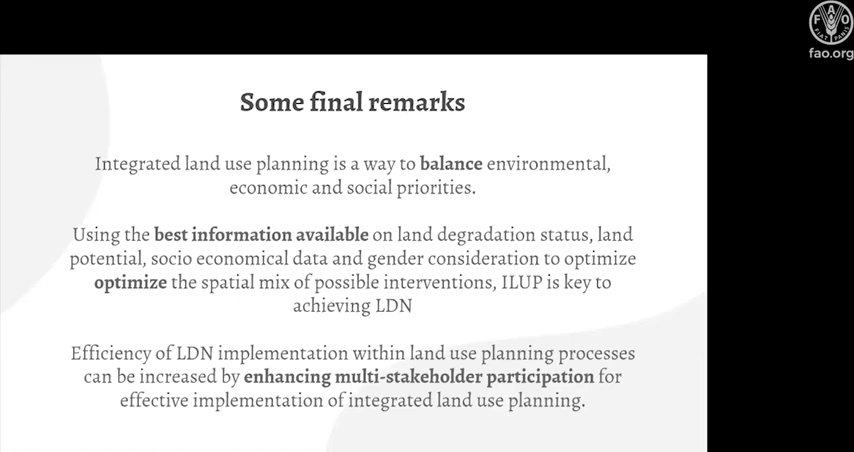 FAO
FIAT PANIS
fao.org
Some final remarks
Integrated land use planning is a way to balance environmental,
economic and social priorities.
Using the best information available on land degradation status, land
potential, socio economical data and gender consideration to optimize
optimize the spatial mix of possible interventions, ILUP is key to
achieving LDN
Efficiency of LDN implementation within land use planning processes
can be increased by enhancing multi-stakeholder participation for
effective implementation of integrated land use planning.